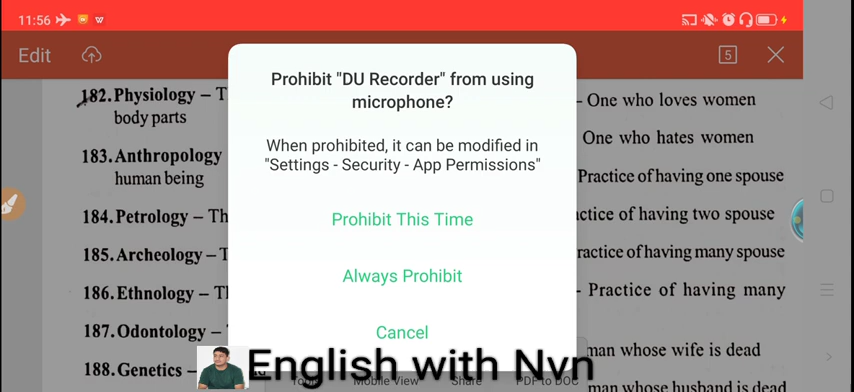 11:56
Edit
5
Prohibit "DU Recorder" from using
microphone?
When prohibited, it can be modified in
"Settings - Security - App Permissions"
Prohibit This Time
Always Prohibit
Cancel
182. Physiology – T
body parts
183. Anthropology
human being
184. Petrology – Th
185. Archeology – T
186. Ethnology – Tl
187. Odontology –
188. Genetics –
– One who loves women
One who hates women
Practice of having one spouse
actice of having two spouse
ractice of having many spouse
- Practice of having many
man whose wife is dead
man whose husband is dead
English with Nvn
Tools
Mobile View
Share
PDF to DOC